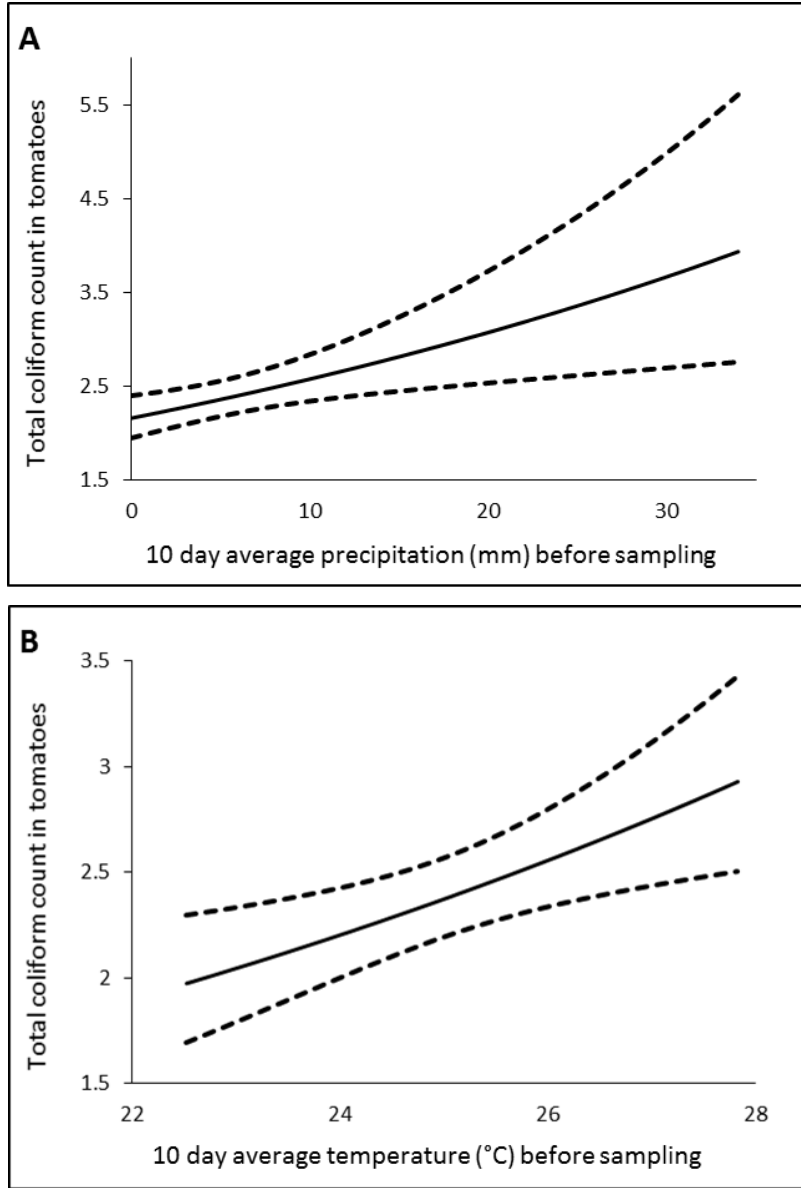 A
Total coliform count in tomatoes
5.5
4.5
3.5
2.5
1.5
0 10 20 30
10 day average precipitation (mm) before sampling
B
Total coliform count in tomatoes
3.5
3
2.5
2
1.5
22 24 26 28
10 day average temperature (°C) before sampling